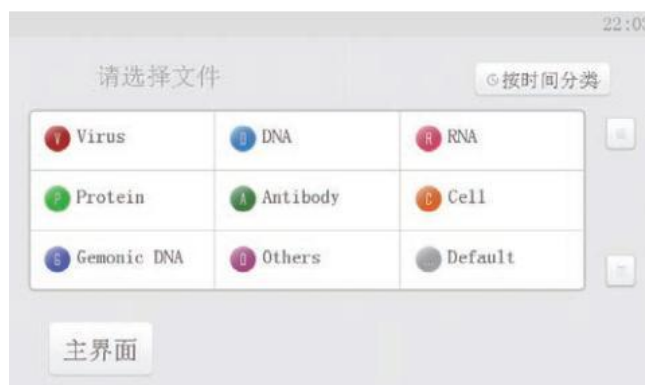 22:03
请选择文件
按时间分类
V Virus
D DNA
R RNA
P Protein
A Antibody
C Cell
G Gemonic DNA
O Others
Default
主界面